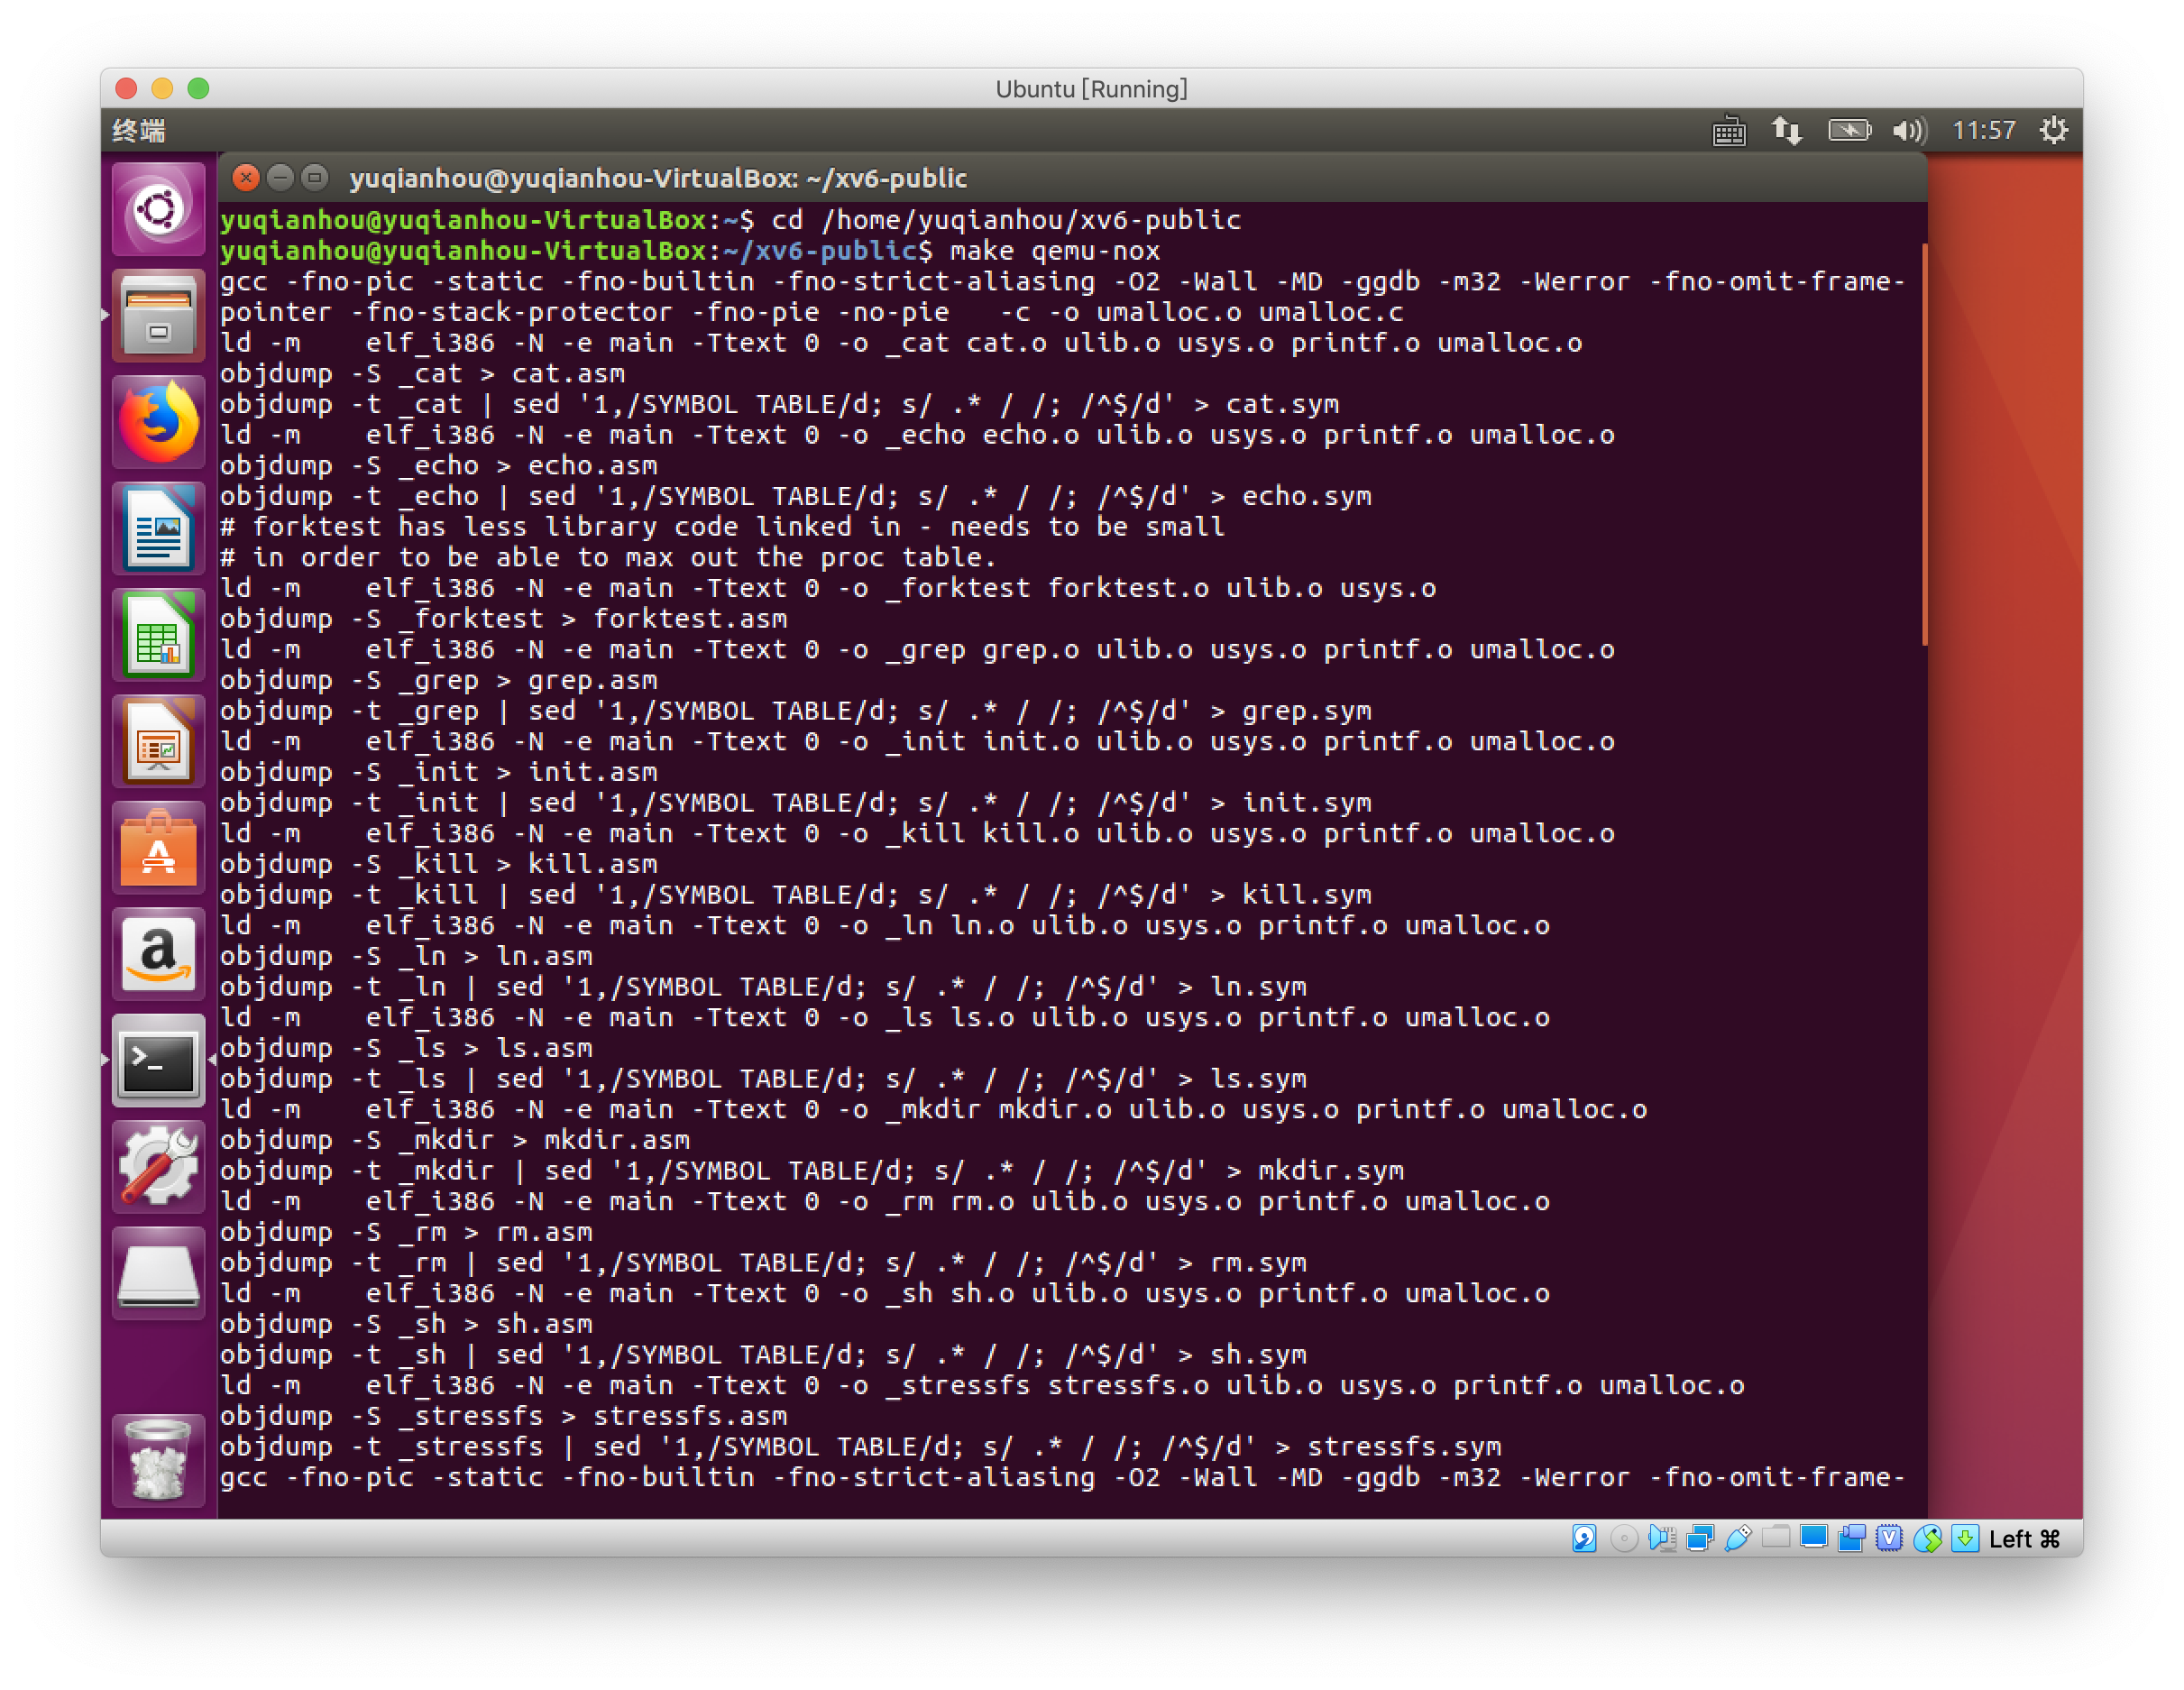 Ubuntu [Running]
终端
11:57
yuqianhou@yuqianhou-VirtualBox: ~/xv6-public
yuqianhou@yuqianhou-VirtualBox:~$ cd /home/yuqianhou/xv6-public
yuqianhou@yuqianhou-VirtualBox:~/xv6-public$ make qemu-nox
gcc -fno-pic -static -fno-builtin -fno-strict-aliasing -O2 -Wall -MD -ggdb -m32 -Werror -fno-omit-frame-
pointer -fno-stack-protector -fno-pie -no-pie   -c -o umalloc.o umalloc.c
ld -m    elf_i386 -N -e main -Ttext 0 -o _cat cat.o ulib.o usys.o printf.o umalloc.o
objdump -S _cat > cat.asm
objdump -t _cat | sed '1,/SYMBOL TABLE/d; s/ .* / /; /^$/d' > cat.sym
ld -m    elf_i386 -N -e main -Ttext 0 -o _echo echo.o ulib.o usys.o printf.o umalloc.o
objdump -S _echo > echo.asm
objdump -t _echo | sed '1,/SYMBOL TABLE/d; s/ .* / /; /^$/d' > echo.sym
# forktest has less library code linked in - needs to be small
# in order to be able to max out the proc table.
ld -m    elf_i386 -N -e main -Ttext 0 -o _forktest forktest.o ulib.o usys.o
objdump -S _forktest > forktest.asm
ld -m    elf_i386 -N -e main -Ttext 0 -o _grep grep.o ulib.o usys.o printf.o umalloc.o
objdump -S _grep > grep.asm
objdump -t _grep | sed '1,/SYMBOL TABLE/d; s/ .* / /; /^$/d' > grep.sym
ld -m    elf_i386 -N -e main -Ttext 0 -o _init init.o ulib.o usys.o printf.o umalloc.o
objdump -S _init > init.asm
objdump -t _init | sed '1,/SYMBOL TABLE/d; s/ .* / /; /^$/d' > init.sym
ld -m    elf_i386 -N -e main -Ttext 0 -o _kill kill.o ulib.o usys.o printf.o umalloc.o
objdump -S _kill > kill.asm
objdump -t _kill | sed '1,/SYMBOL TABLE/d; s/ .* / /; /^$/d' > kill.sym
ld -m    elf_i386 -N -e main -Ttext 0 -o _ln ln.o ulib.o usys.o printf.o umalloc.o
objdump -S _ln > ln.asm
objdump -t _ln | sed '1,/SYMBOL TABLE/d; s/ .* / /; /^$/d' > ln.sym
ld -m    elf_i386 -N -e main -Ttext 0 -o _ls ls.o ulib.o usys.o printf.o umalloc.o
objdump -S _ls > ls.asm
objdump -t _ls | sed '1,/SYMBOL TABLE/d; s/ .* / /; /^$/d' > ls.sym
ld -m    elf_i386 -N -e main -Ttext 0 -o _mkdir mkdir.o ulib.o usys.o printf.o umalloc.o
objdump -S _mkdir > mkdir.asm
objdump -t _mkdir | sed '1,/SYMBOL TABLE/d; s/ .* / /; /^$/d' > mkdir.sym
ld -m    elf_i386 -N -e main -Ttext 0 -o _rm rm.o ulib.o usys.o printf.o umalloc.o
objdump -S _rm > rm.asm
objdump -t _rm | sed '1,/SYMBOL TABLE/d; s/ .* / /; /^$/d' > rm.sym
ld -m    elf_i386 -N -e main -Ttext 0 -o _sh sh.o ulib.o usys.o printf.o umalloc.o
objdump -S _sh > sh.asm
objdump -t _sh | sed '1,/SYMBOL TABLE/d; s/ .* / /; /^$/d' > sh.sym
ld -m    elf_i386 -N -e main -Ttext 0 -o _stressfs stressfs.o ulib.o usys.o printf.o umalloc.o
objdump -S _stressfs > stressfs.asm
objdump -t _stressfs | sed '1,/SYMBOL TABLE/d; s/ .* / /; /^$/d' > stressfs.sym
gcc -fno-pic -static -fno-builtin -fno-strict-aliasing -O2 -Wall -MD -ggdb -m32 -Werror -fno-omit-frame-
Left ⌘